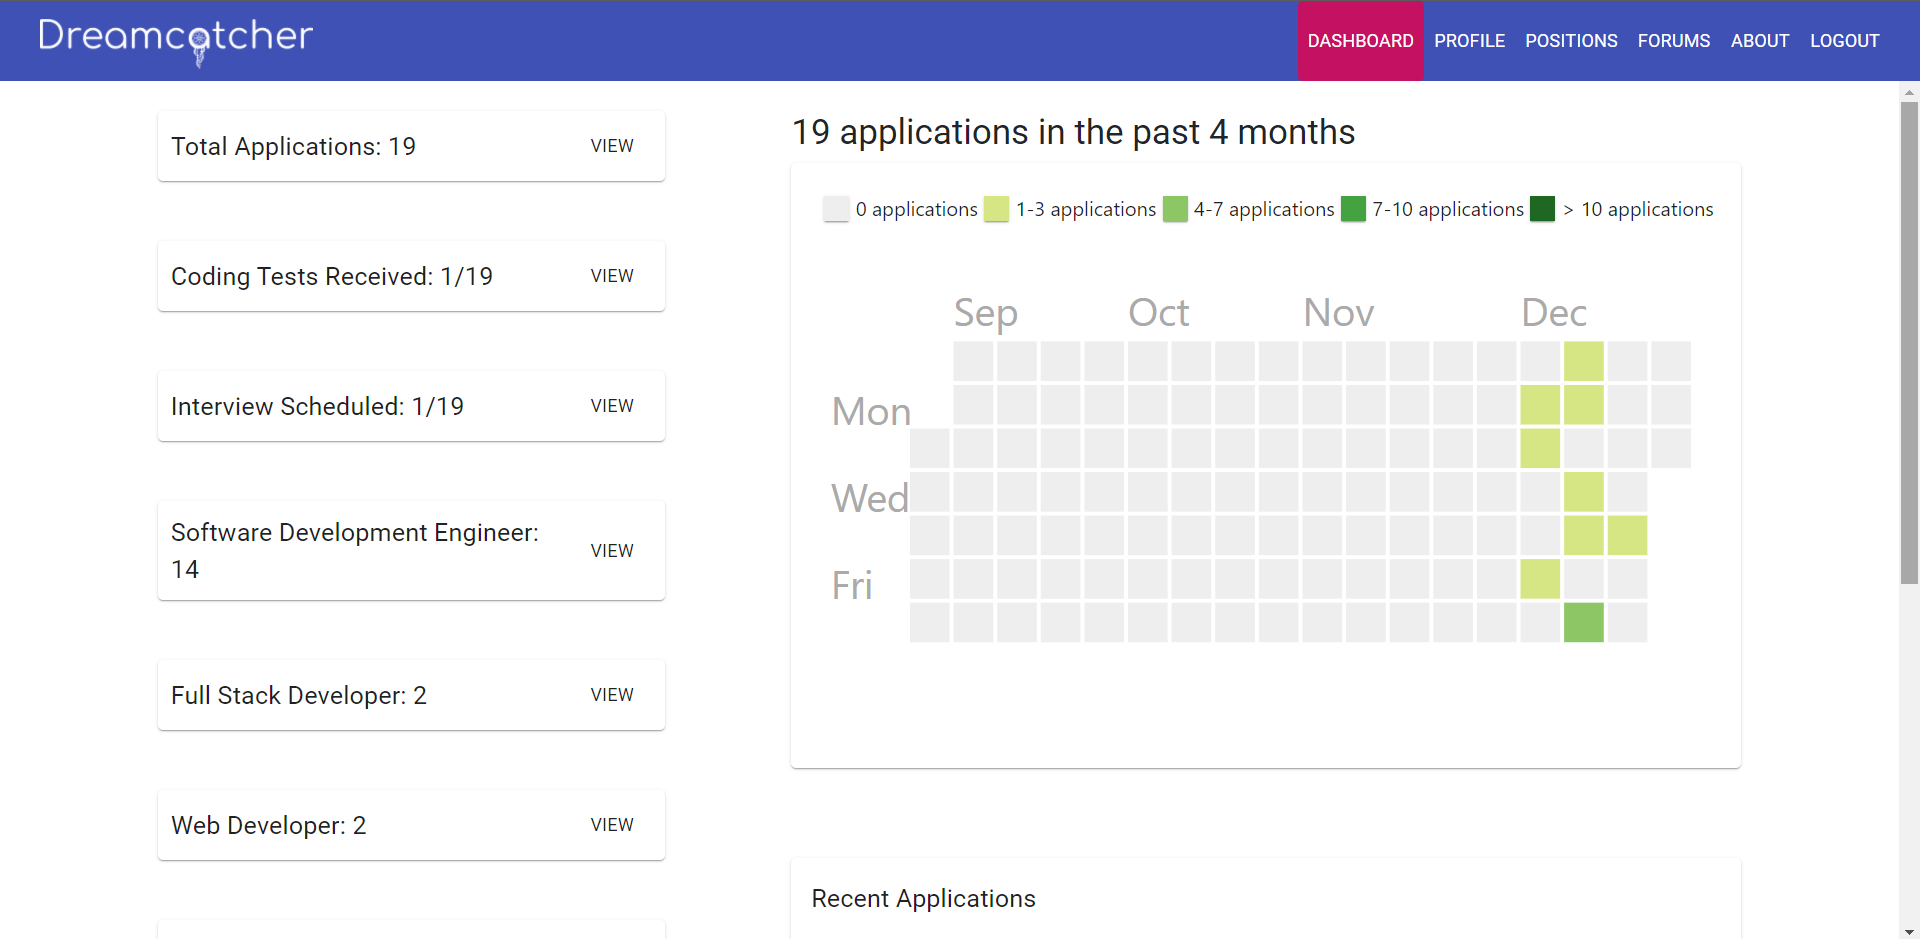 Dreamcatcher
DASHBOARD PROFILE POSITIONS FORUMS ABOUT LOGOUT
Total Applications: 19 VIEW
Coding Tests Received: 1/19 VIEW
Interview Scheduled: 1/19 VIEW
Software Development Engineer:
14 VIEW
Full Stack Developer: 2 VIEW
Web Developer: 2 VIEW
19 applications in the past 4 months
0 applications 1-3 applications 4-7 applications 7-10 applications > 10 applications
Sep Oct Nov Dec
Mon
Wed
Fri
Recent Applications